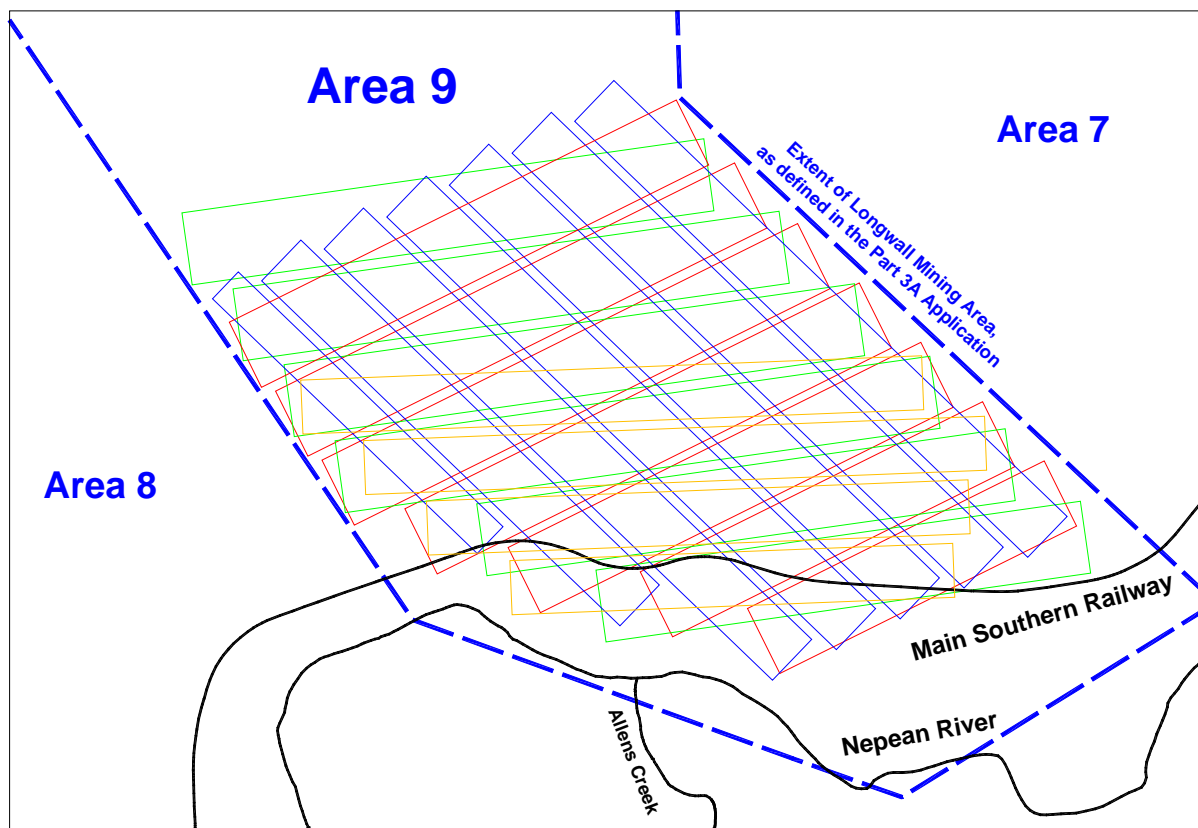 Area 9
Area 7
Extent of Longwall Mining Area,
as defined in the Part 3A Application
Area 8
Main Southern Railway
Nepean River
Allens Creek